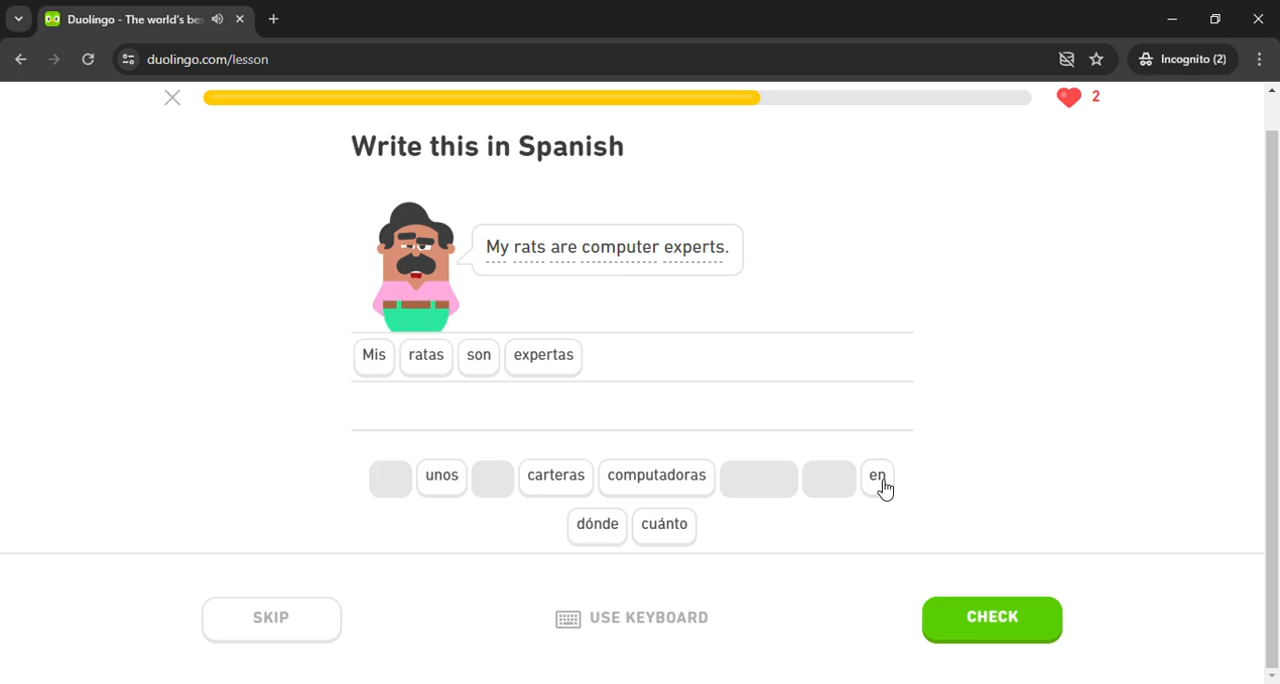 Duolingo - The world's bes
duolingo.com/lesson
Incognito (2)
2
Write this in Spanish
My rats are computer experts.
Mis ratas son expertas
unos carteras computadoras en
dónde cuánto
SKIP USE KEYBOARD CHECK